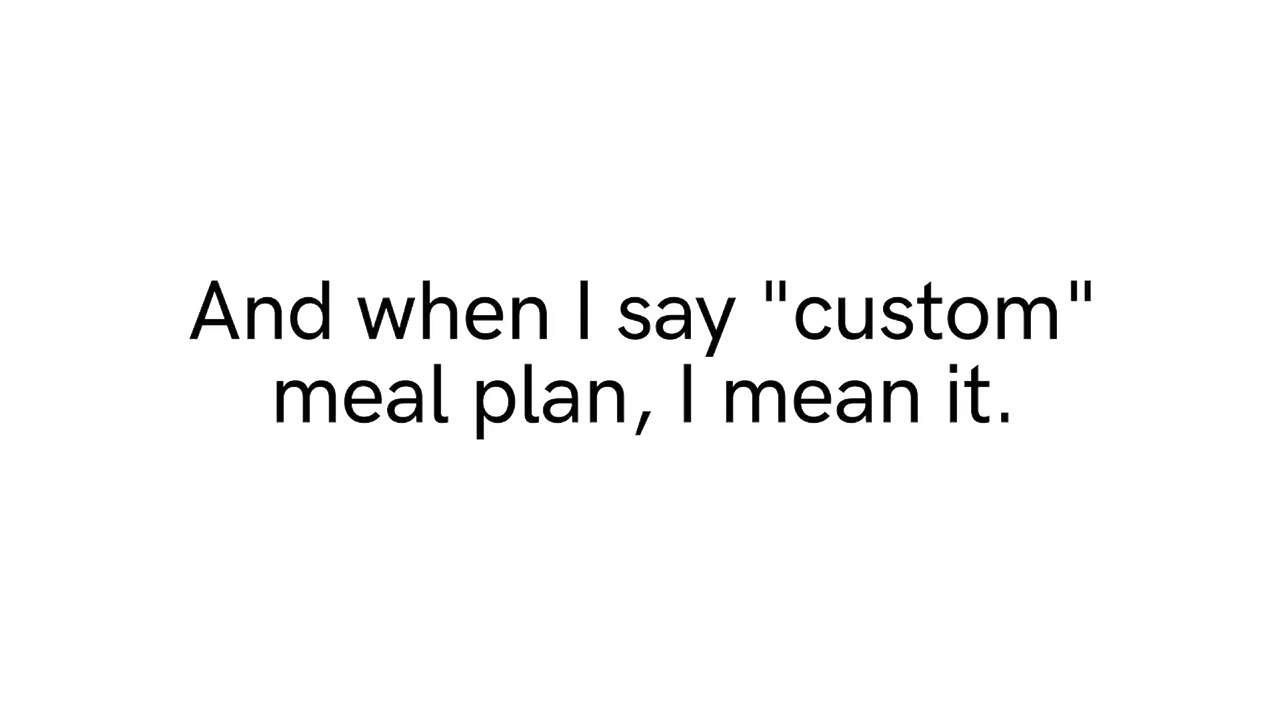 And when I say "custom"
meal plan, I mean it.